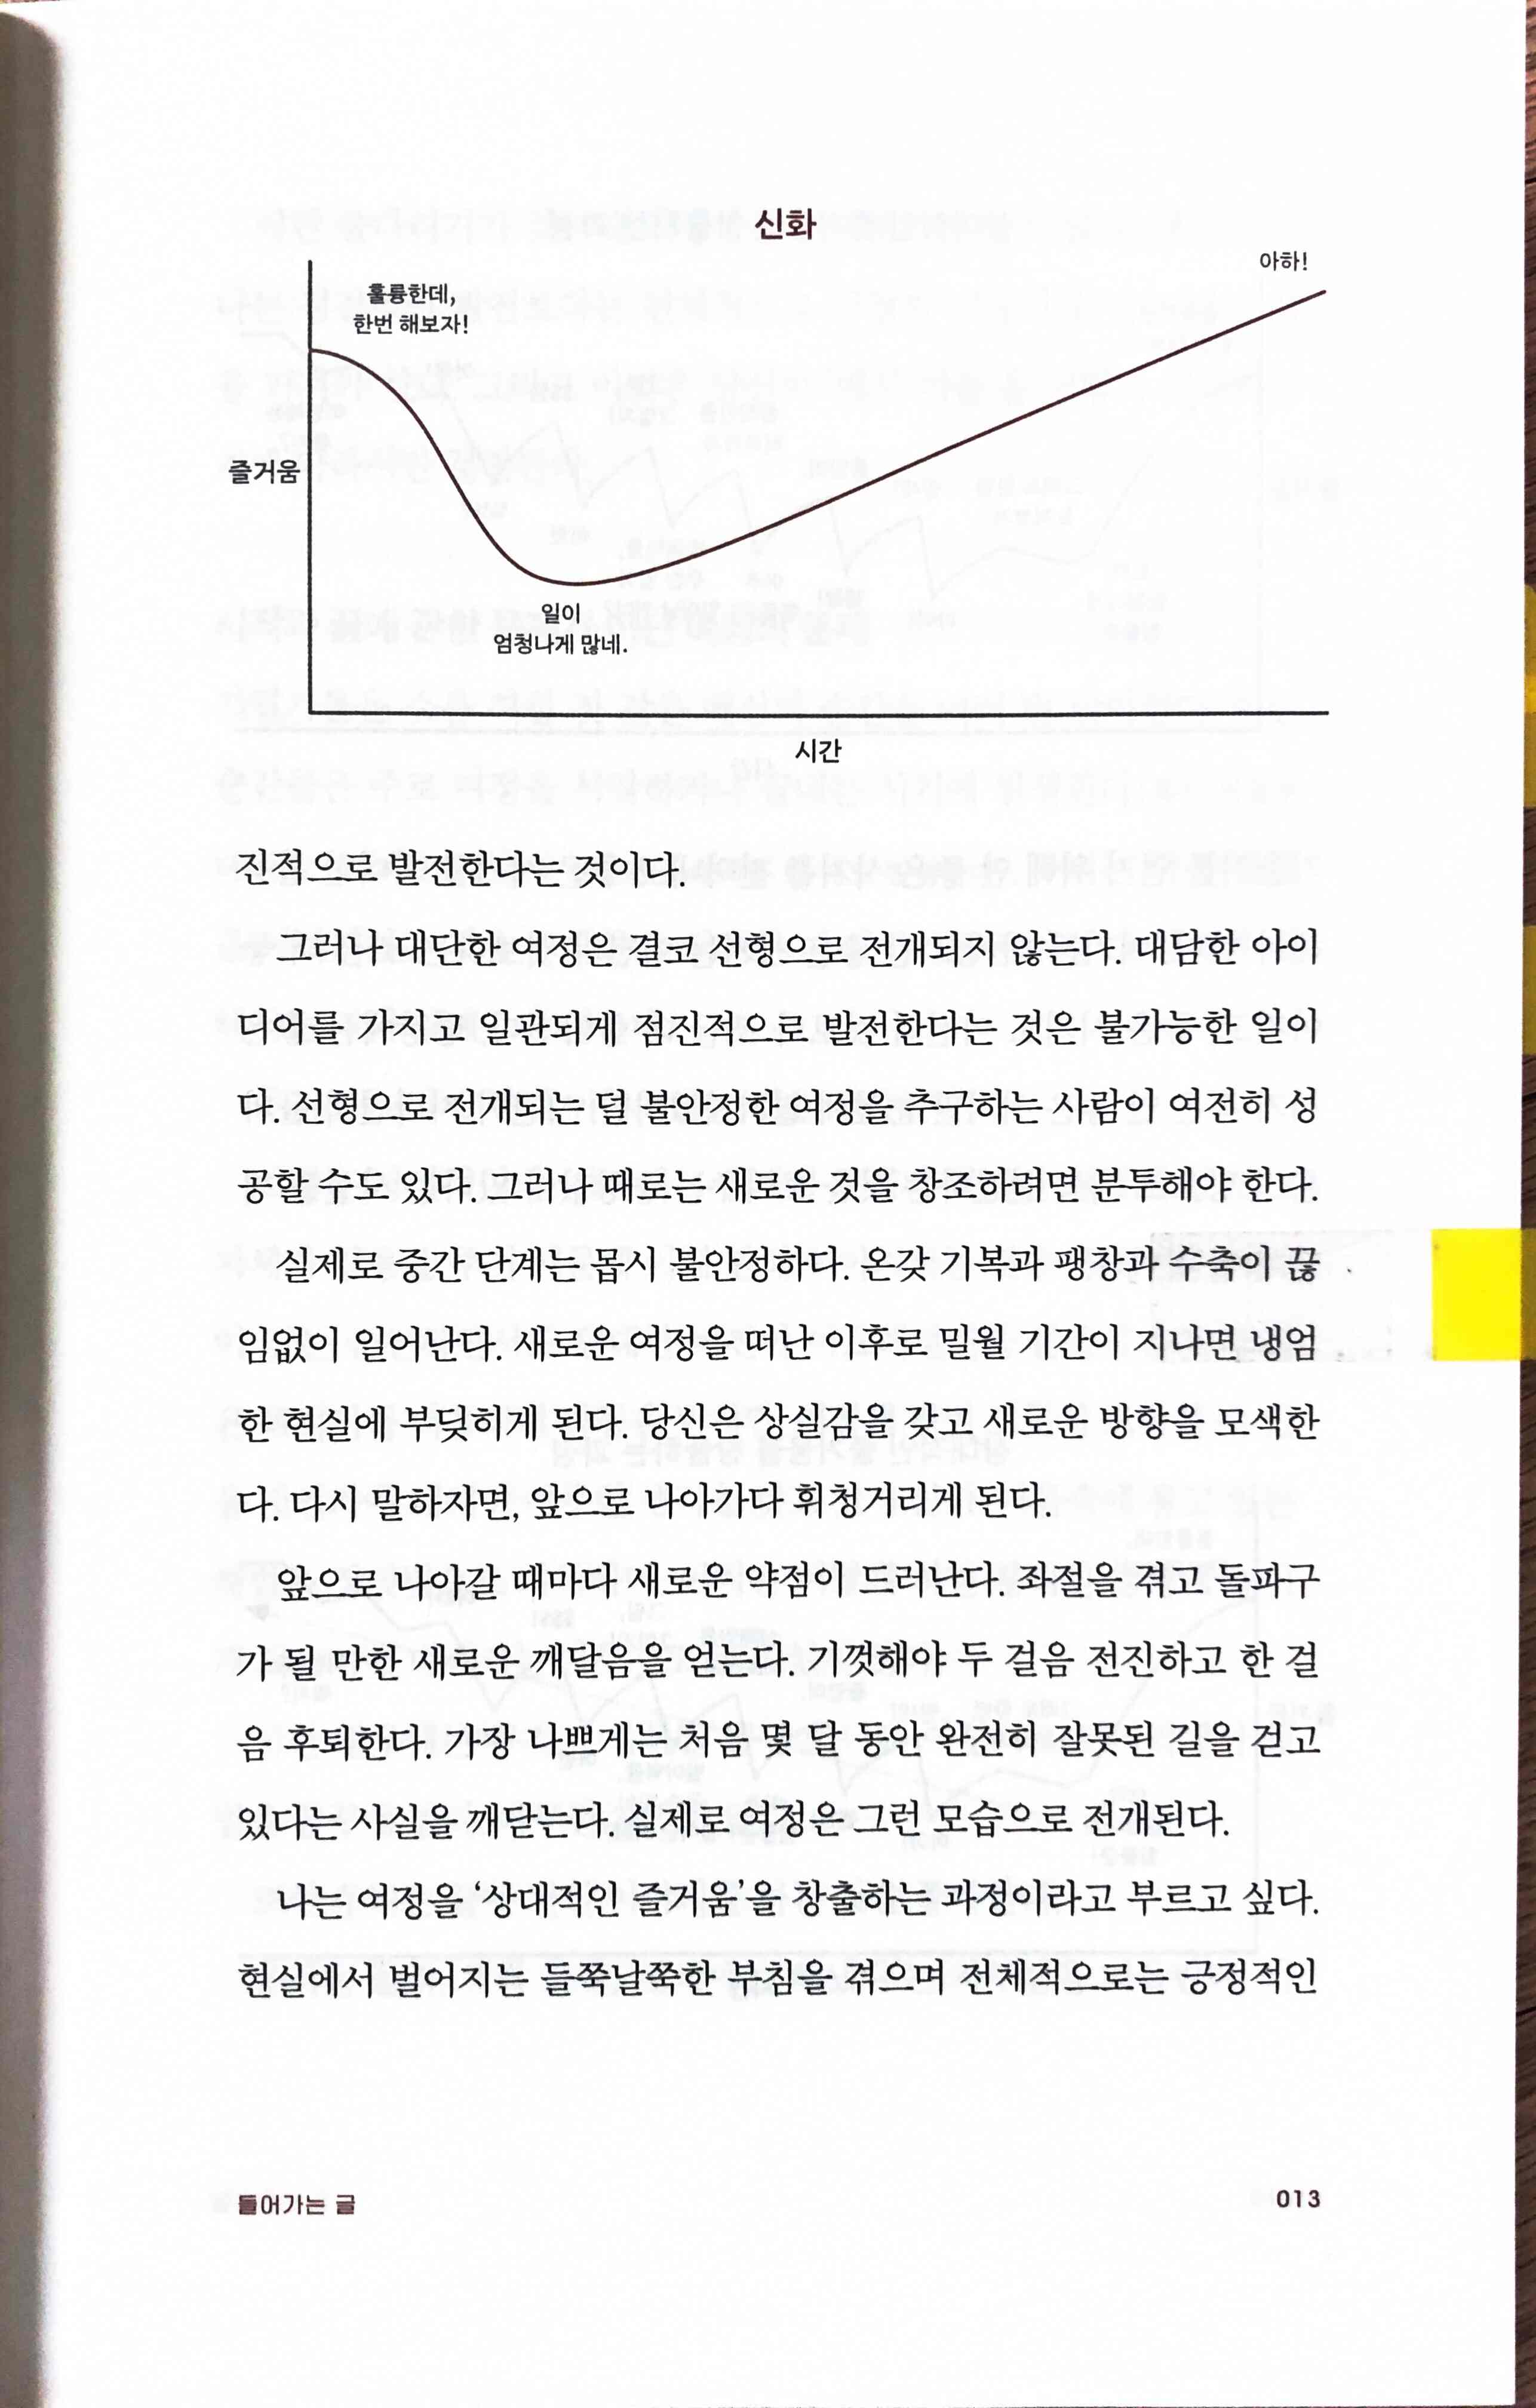 신화
아하!
훌륭한데,
한번 해보자!
즐거움
일이
엄청나게 많네.
시간
진적으로 발전한다는 것이다.
그러나 대단한 여정은 결코 선형으로 전개되지 않는다. 대담한 아이
디어를 가지고 일관되게 점진적으로 발전한다는 것은 불가능한 일이
다. 선형으로 전개되는 덜 불안정한 여정을 추구하는 사람이 여전히 성
공할 수도 있다. 그러나 때로는 새로운 것을 창조하려면 분투해야 한다.
실제로 중간 단계는 몹시 불안정하다. 온갖 기복과 팽창과 수축이 끊
임없이 일어난다. 새로운 여정을 떠난 이후로 밀월 기간이 지나면 냉엄
한 현실에 부딪히게 된다. 당신은 상실감을 갖고 새로운 방향을 모색한
다. 다시 말하자면, 앞으로 나아가다 휘청거리게 된다.
앞으로 나아갈 때마다 새로운 약점이 드러난다. 좌절을 겪고 돌파구
가 될 만한 새로운 깨달음을 얻는다. 기껏해야 두 걸음 전진하고 한 걸
음 후퇴한다. 가장 나쁘게는 처음 몇 달 동안 완전히 잘못된 길을 걷고
있다는 사실을 깨닫는다. 실제로 여정은 그런 모습으로 전개된다.
나는 여정을 ‘상대적인 즐거움’을 창출하는 과정이라고 부르고 싶다.
현실에서 벌어지는 들쭉날쭉한 부침을 겪으며 전체적으로는 긍정적인
들어가는 글
013